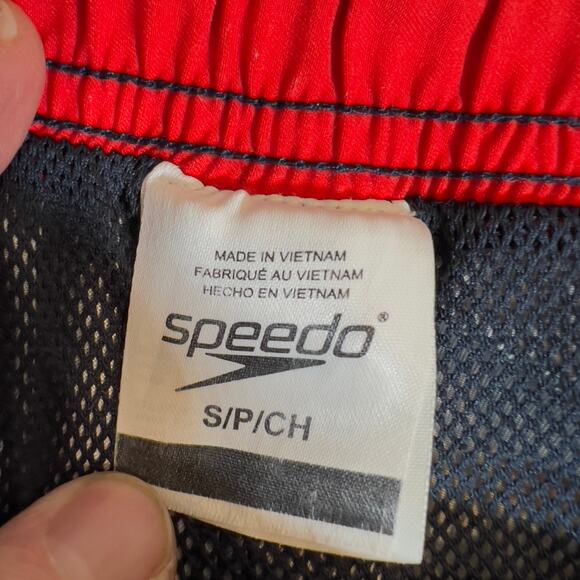 MADE IN VIETNAM
FABRIQUÉ AU VIETNAM
HECHO EN VIETNAM
speedo®
S/P/CH